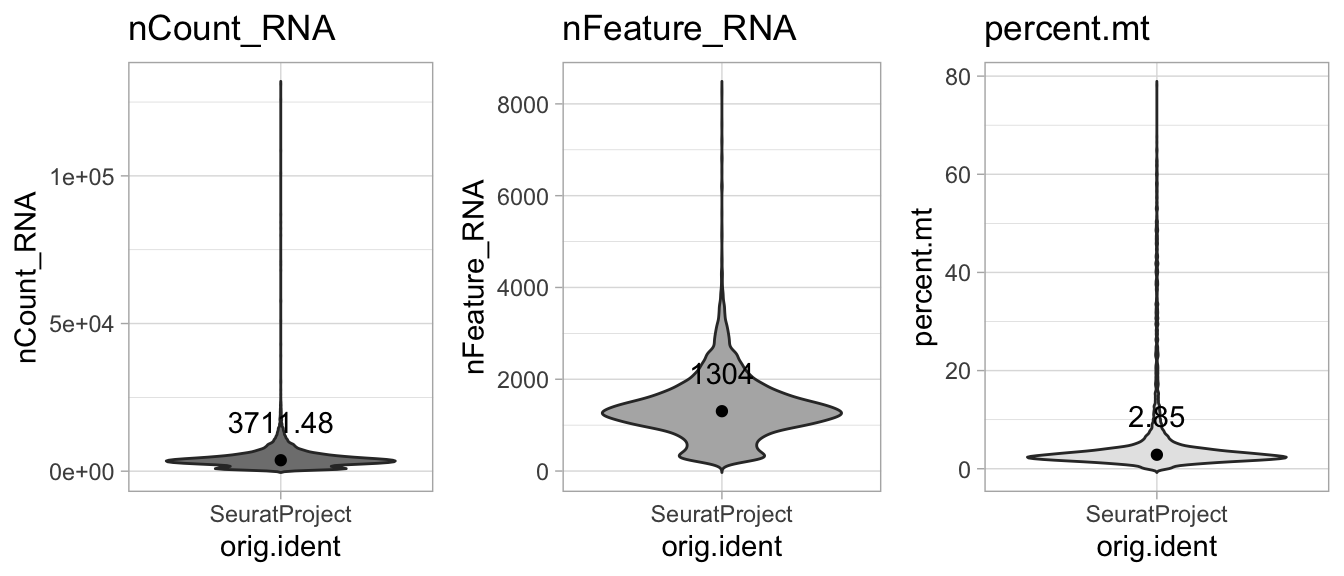 nCount_RNA
nCount_RNA
1e+05
5e+04
0e+00
3711.48
SeuratProject
orig.ident
nFeature_RNA
nFeature_RNA
8000
6000
4000
2000
0
1304
SeuratProject
orig.ident
percent.mt
percent.mt
80
60
40
20
0
2.85
SeuratProject
orig.ident